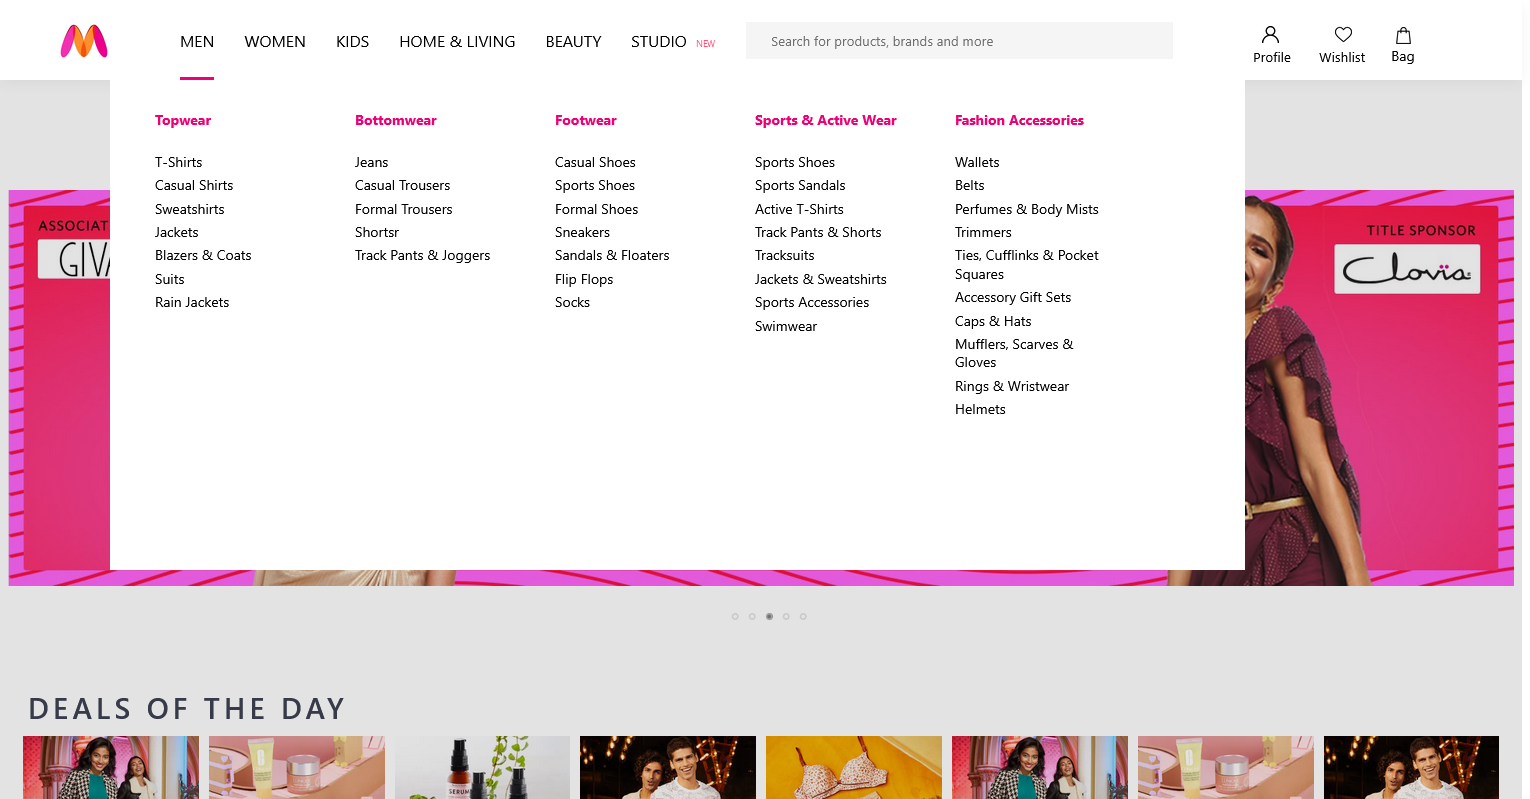 MEN WOMEN KIDS HOME & LIVING BEAUTY STUDIO NEW
Search for products, brands and more
Profile Wishlist Bag
Topwear
T-Shirts
Casual Shirts
Sweatshirts
Jackets
Blazers & Coats
Suits
Rain Jackets
Bottomwear
Jeans
Casual Trousers
Formal Trousers
Shortsr
Track Pants & Joggers
Footwear
Casual Shoes
Sports Shoes
Formal Shoes
Sneakers
Sandals & Floaters
Flip Flops
Socks
Sports & Active Wear
Sports Shoes
Sports Sandals
Active T-Shirts
Track Pants & Shorts
Tracksuits
Jackets & Sweatshirts
Sports Accessories
Swimwear
Fashion Accessories
Wallets
Belts
Perfumes & Body Mists
Trimmers
Ties, Cufflinks & Pocket
Squares
Accessory Gift Sets
Caps & Hats
Mufflers, Scarves &
Gloves
Rings & Wristwear
Helmets
ASSOCIAT
GIVA
TITLE SPONSOR
Clovia
DEALS OF THE DAY
SERUM